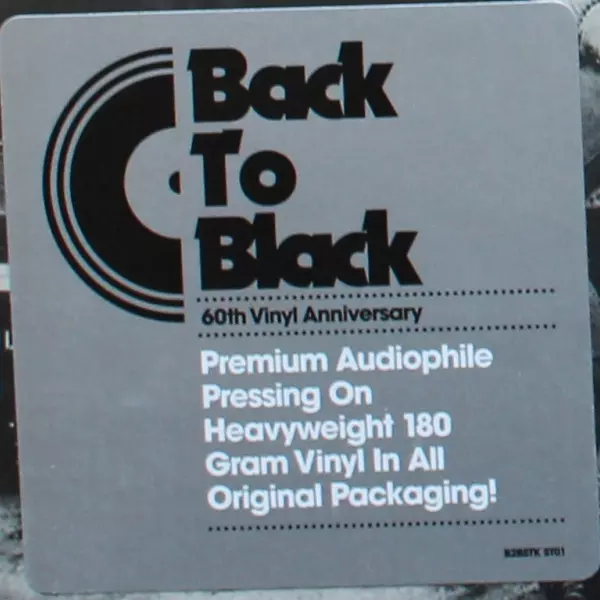 Back
To
Black
60th Vinyl Anniversary
Premium Audiophile
Pressing On
Heavyweight 180
Gram Vinyl In All
Original Packaging!